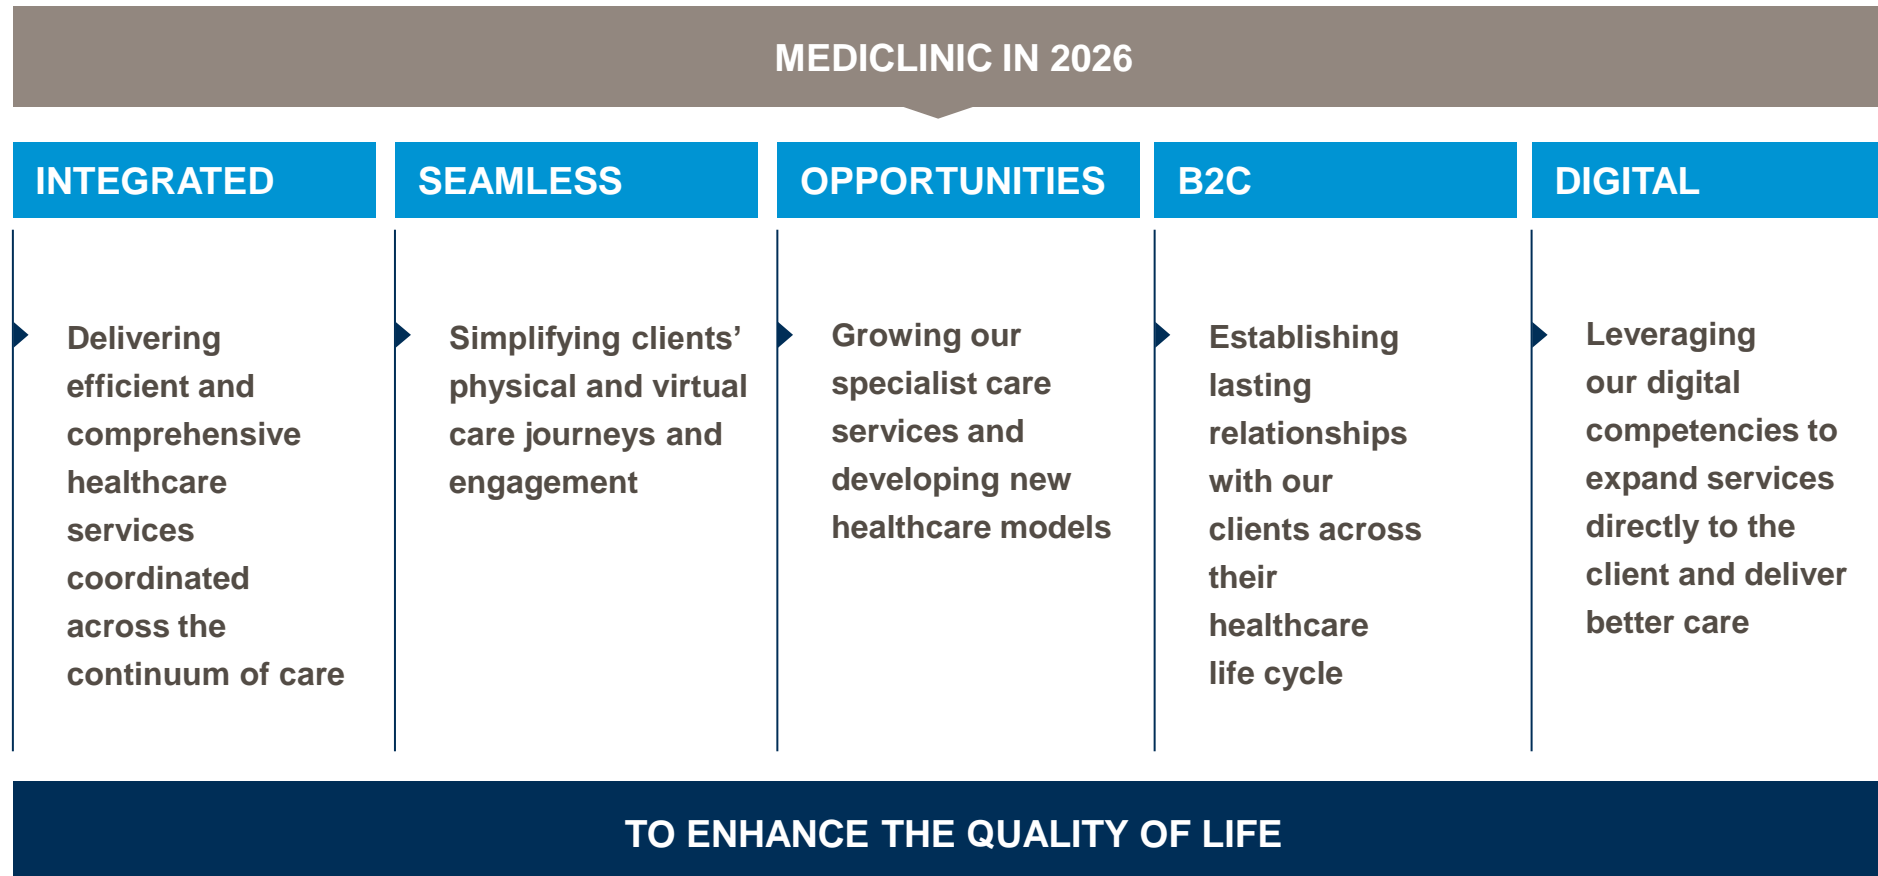 MEDICLINIC IN 2026
INTEGRATED
Delivering
efficient and
comprehensive
healthcare
services
coordinated
across the
continuum of care
SEAMLESS
Simplifying clients’
physical and virtual
care journeys and
engagement
OPPORTUNITIES
Growing our
specialist care
services and
developing new
healthcare models
B2C
Establishing
lasting
relationships
with our
clients across
their
healthcare
life cycle
DIGITAL
Leveraging
our digital
competencies to
expand services
directly to the
client and deliver
better care
TO ENHANCE THE QUALITY OF LIFE